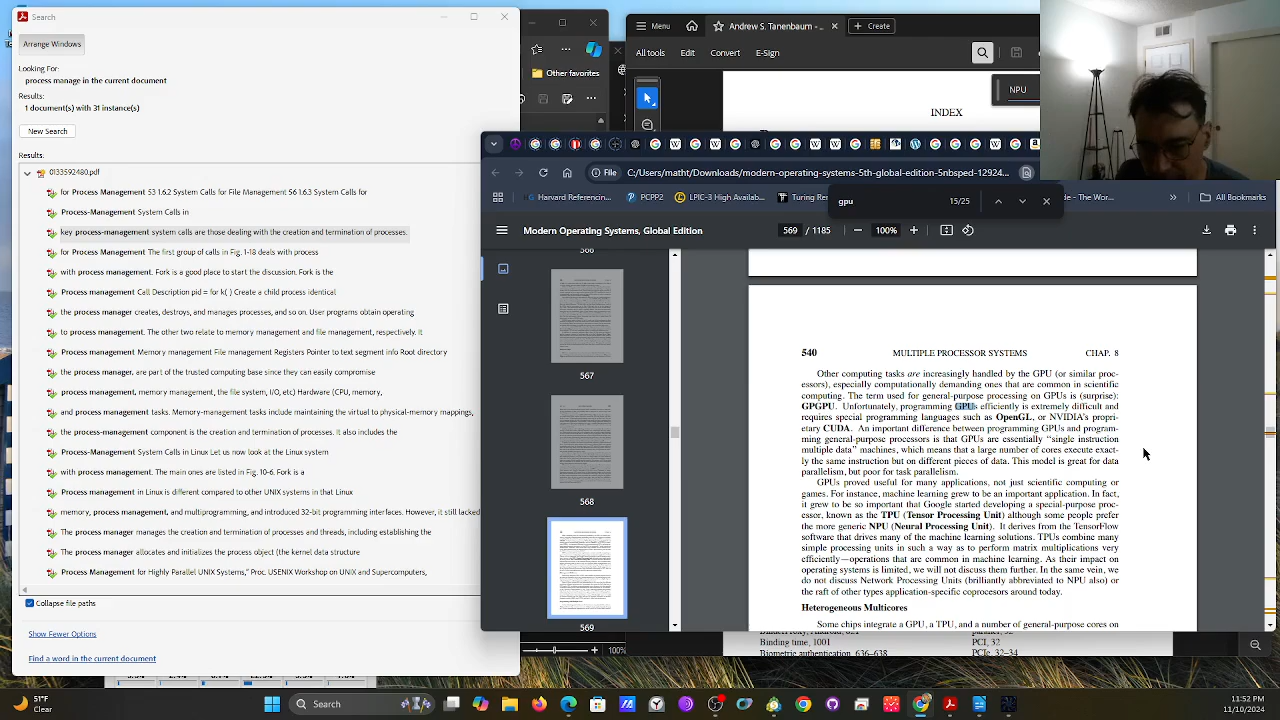 Search
Arrange Windows
Looking For:
process manage in the current document
Results:
1 document(s) with 31 instance(s)
New Search
Results:
0133592480.pdf
for Process Management 53 1.6.2 System Calls for File Management 56 1.6.3 System Calls for
Process-Management System Calls in
key process-management system calls are those dealing with the creation and termination of processes.
for Process Management The first group of calls in Fig. 1-18 deals with process
with process management. Fork is a good place to start the discussion. Fork is the
Process management Call Description pid = for k( ) Create a child process identical
the process manager creates, destroys, and manages processes, and so on. User programs obtain operating
to process management. The other two relate to memory management and file management, respectively. It
Process management Memory management File management Registers Pointer to text segment info Root directory
the process manager, are part of the trusted computing base since they can easily compromise
process management, memory management, the file system, I/O, etc) Hardware (CPU, memory,
and process management tasks. Memory-management tasks include maintaining the virtual to physical-memory mappings,
the process-management component is the creation and termination of processes. It also includes the
Process-Management System Calls in Linux Let us now look at the Linux system
with process management. The main ones are listed in Fig. 10-6. Fork is a
Process management in Linux is different compared to other UNIX systems in that Linux
memory, process management, and multiprogramming, and introduced 32-bit programming interfaces. However, it still lacked
The process manager manages the creation and termination of processes and threads, including establishing the
The process manager allocates and initializes the process object (the kernel data structure
Process Management for Highly Parallel UNIX Systems,” Proc. USENIX Workshop on UNIX and Supercomputers,
Collapse file paths
Show Fewer Options
Find a word in the current document
Other favorites
100%
Menu
Andrew S. Tanenbaum - ...
Create
All tools Edit Convert E-Sign
INDEX
NPU
File
C:/Users/matth/Downloads/modern-operating-system-5th-global-edition-5nbsped-12924...
Harvard Referencin...
PCPP2
LPIC-3 High Availab...
Turing Ren
- The Wor...
All Bookmarks
gpu 15/25
Modern Operating Systems, Global Edition
569 / 1185
100%
566
567
568
569
540 MULTIPLE PROCESSOR SYSTEMS CHAP. 8
Other computing tasks are increasingly handled by the GPU (or similar proc-
essors), especially computationally demanding ones that are common in scientific
computing. The term used for general-purpose processing on GPUs is (surprise):
GPGPU. Unfortunately, programming GPUs efficiently is extremely difficult and
requires special programming languages such as OpenGL, or NVIDIA's propri-
etary CUDA. An important difference between programming GPUs and program-
ming general-purpose processors is that GPUs are essentially ‘‘single instruction
multiple data’’ machines, which means that a large number of cores execute exact-
ly the same instruction but on different pieces of data. This model is great for data
parallelism, but poor for task parallelism.
GPUs proved useful for many applications, not just scientific computing or
games. For instance, machine learning grew to be an important application. In fact,
it grew to be so important that Google started developing a special-purpose proc-
essor, known as the TPU (Tensor Processing Unit) although some people prefer
the more generic NPU (Neural Processing Unit). It derives from the TensorFlow
software that drives many of the machine learning solutions. TPUs combine many
simple processing units in such a way as to perform matrix multiplications very
efficiently—operations that are common in machine learning. As their impact on
operating systems is limited, we will not discuss them further. In the same vein, we
do not discuss Network Processing Units (brilliantly abbreviated to NPU also) or
the raft of other types application-specific coprocessors out there today.
Heterogeneous Multicores
Some chips integrate a GPU, a TPU, and a number of general-purpose cores on
Binding time, 1001
Biometric authentication, 636–638
PCI, 32
PCIe, 32–34
51°F
Clear
Search
11:52 PM
11/10/2024